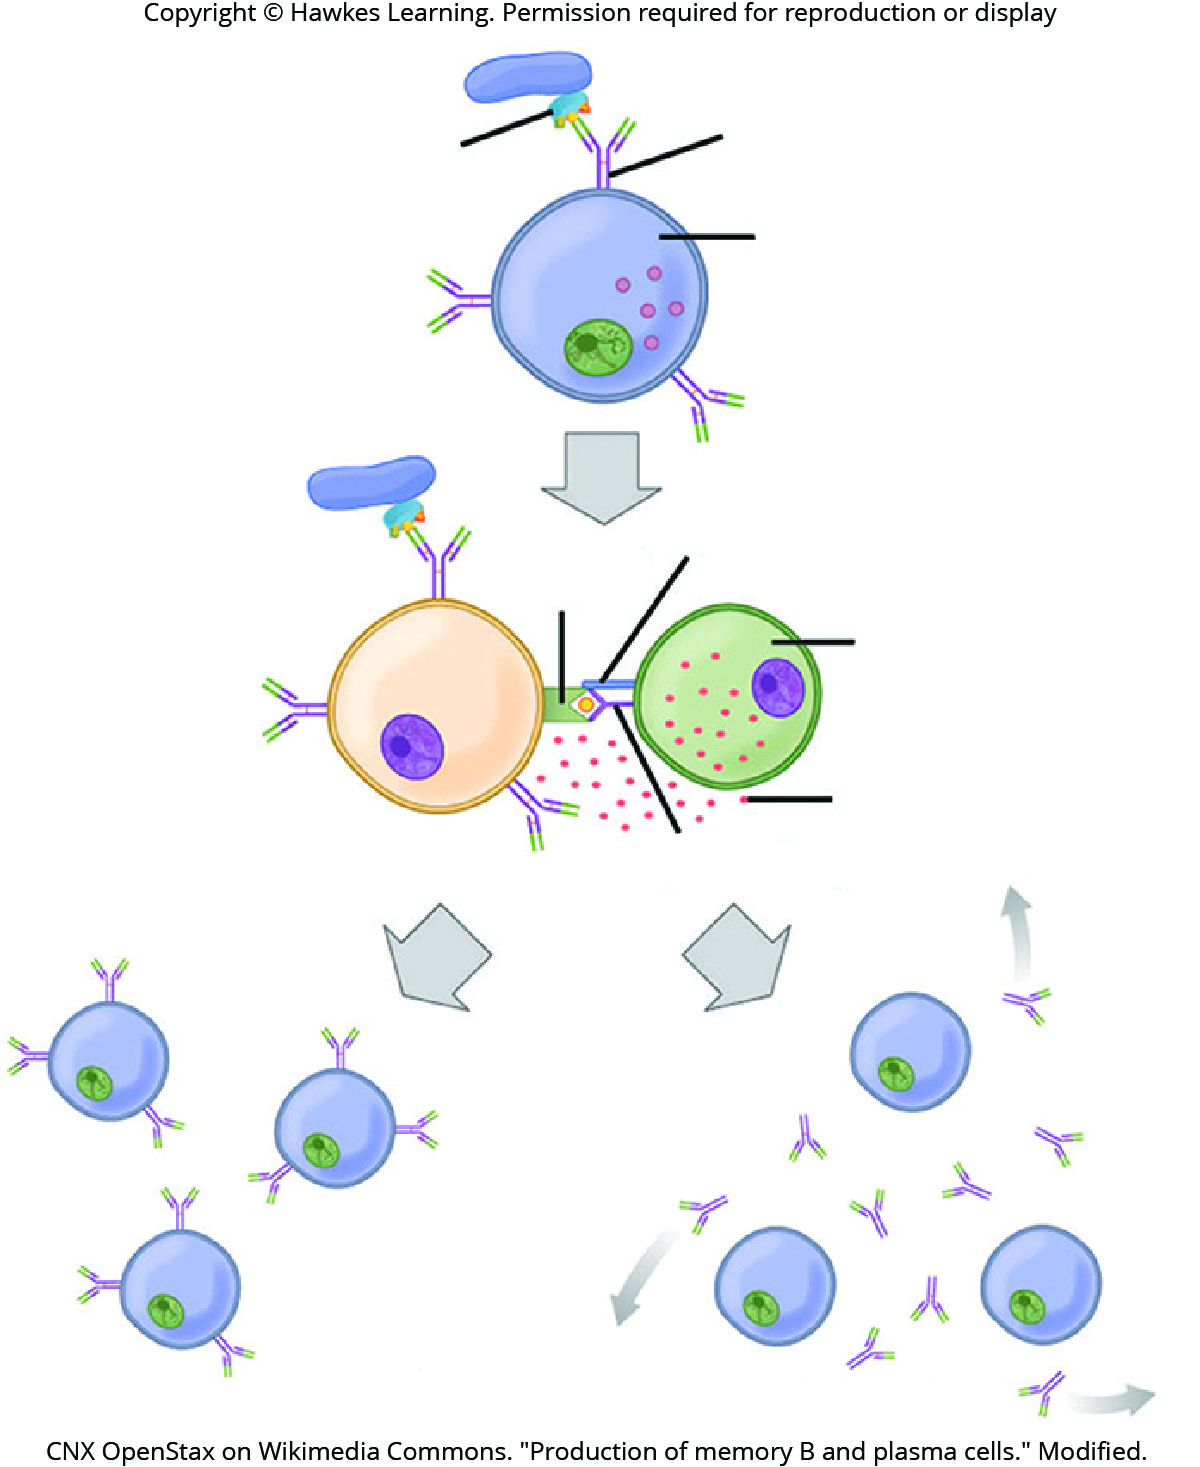 Copyright © Hawkes Learning. Permission required for reproduction or display
CNX OpenStax on Wikimedia Commons. "Production of memory B and plasma cells." Modified.